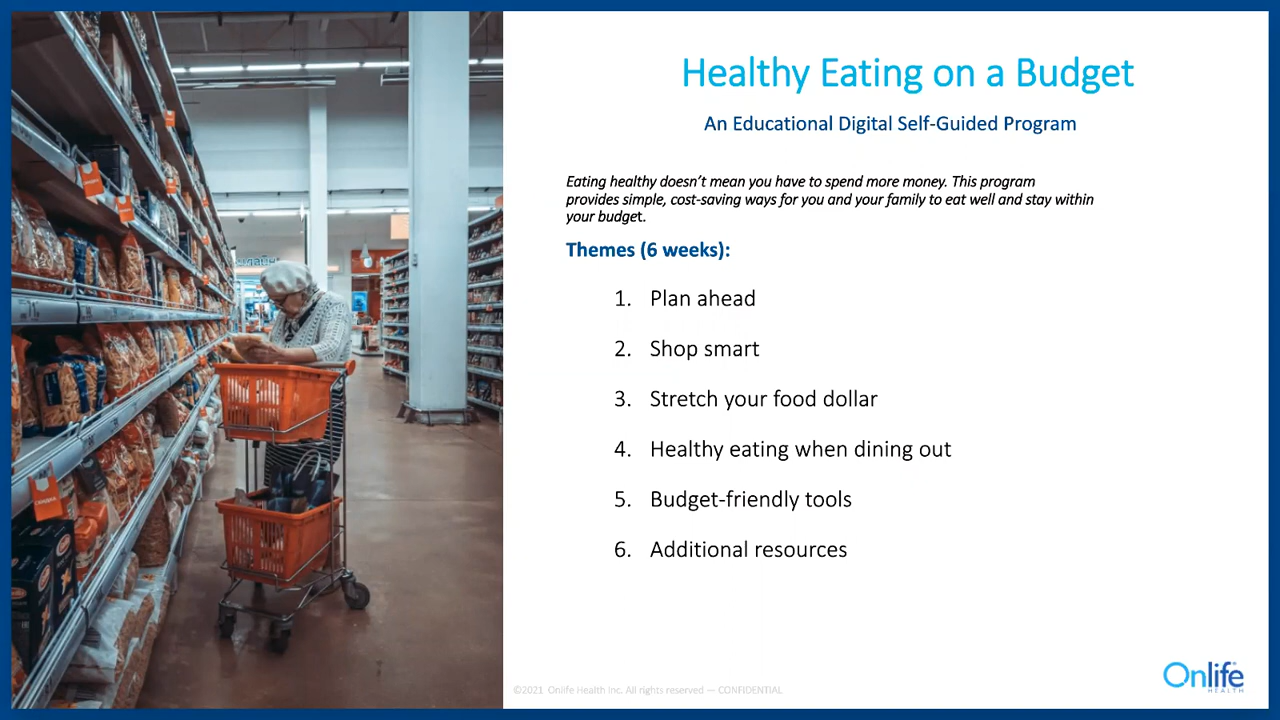 Healthy Eating on a Budget
An Educational Digital Self-Guided Program
Eating healthy doesn't mean you have to spend more money. This program
provides simple, cost-saving ways for you and your family to eat well and stay within
your budget.
Themes (6 weeks):
1. Plan ahead
2. Shop smart
3. Stretch your food dollar
4. Healthy eating when dining out
5. Budget-friendly tools
6. Additional resources
©2021 Onlife Health Inc. All rights reserved — CONFIDENTIAL
Onlife
HEALTH